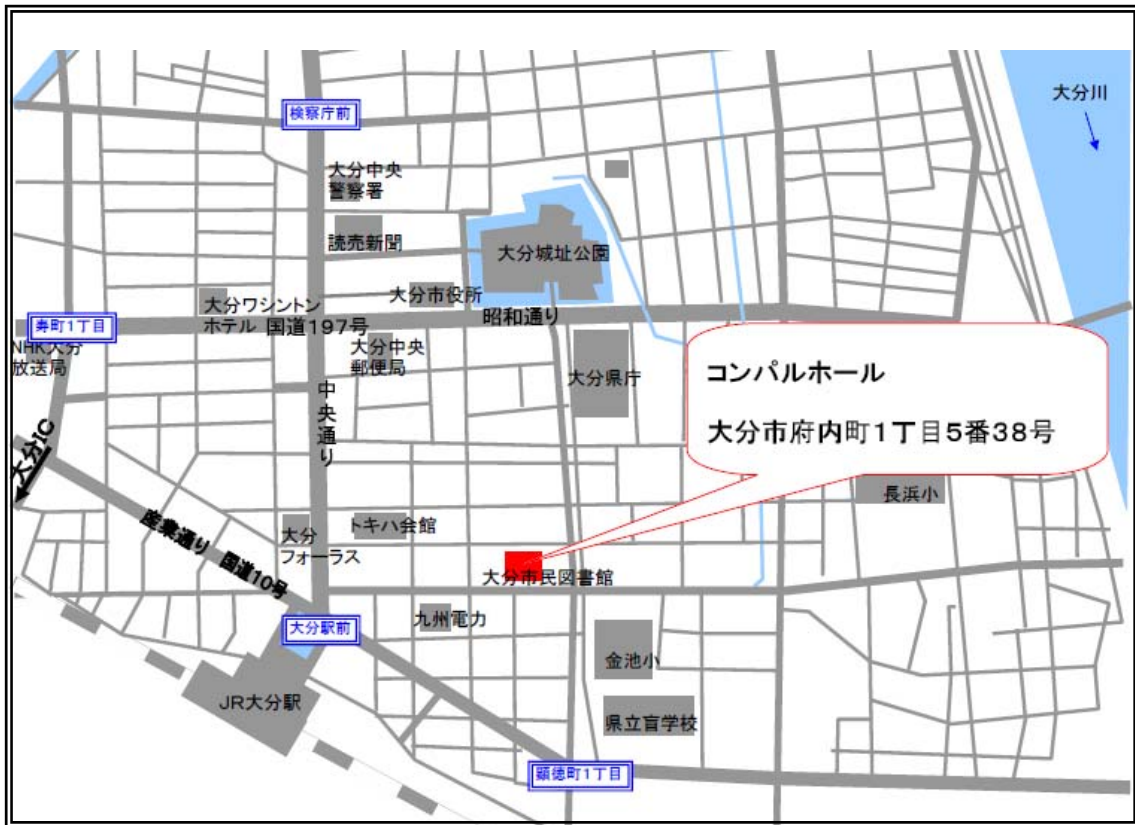 大分川
検察庁前
大分中央
警察署
読売新聞
大分城址公園
大分市役所
大分ワシントン
ホテル 国道197号
昭和通り
寿町1丁目
NHK大分
放送局
大分中央
郵便局
大分県庁
コンパルホール
大分市府内町1丁目5番38号
中央通り
大分IC
長浜小
トキハ会館
大分
フォーラス
産業通り 国道10号
大分市民図書館
九州電力
大分駅前
金池小
JR大分駅
県立盲学校
顕徳町1丁目